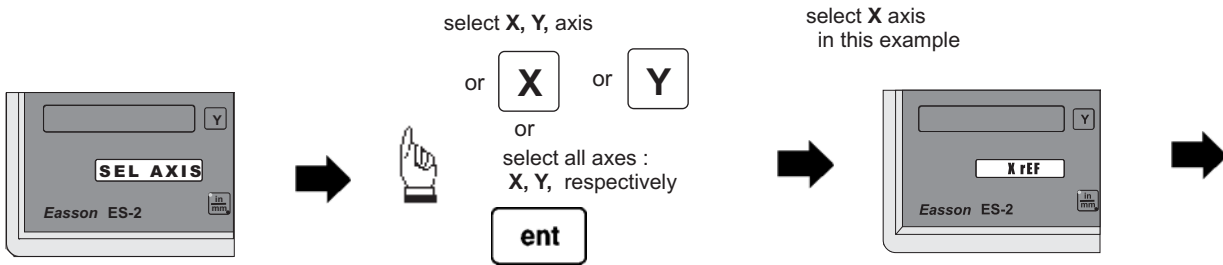 Y
SEL AXIS
in
mm
Easson ES-2
select X, Y, axis
or X or Y
or
select all axes :
X, Y, respectively
ent
select X axis
in this example
Y
X rEF
in
mm
Easson ES-2